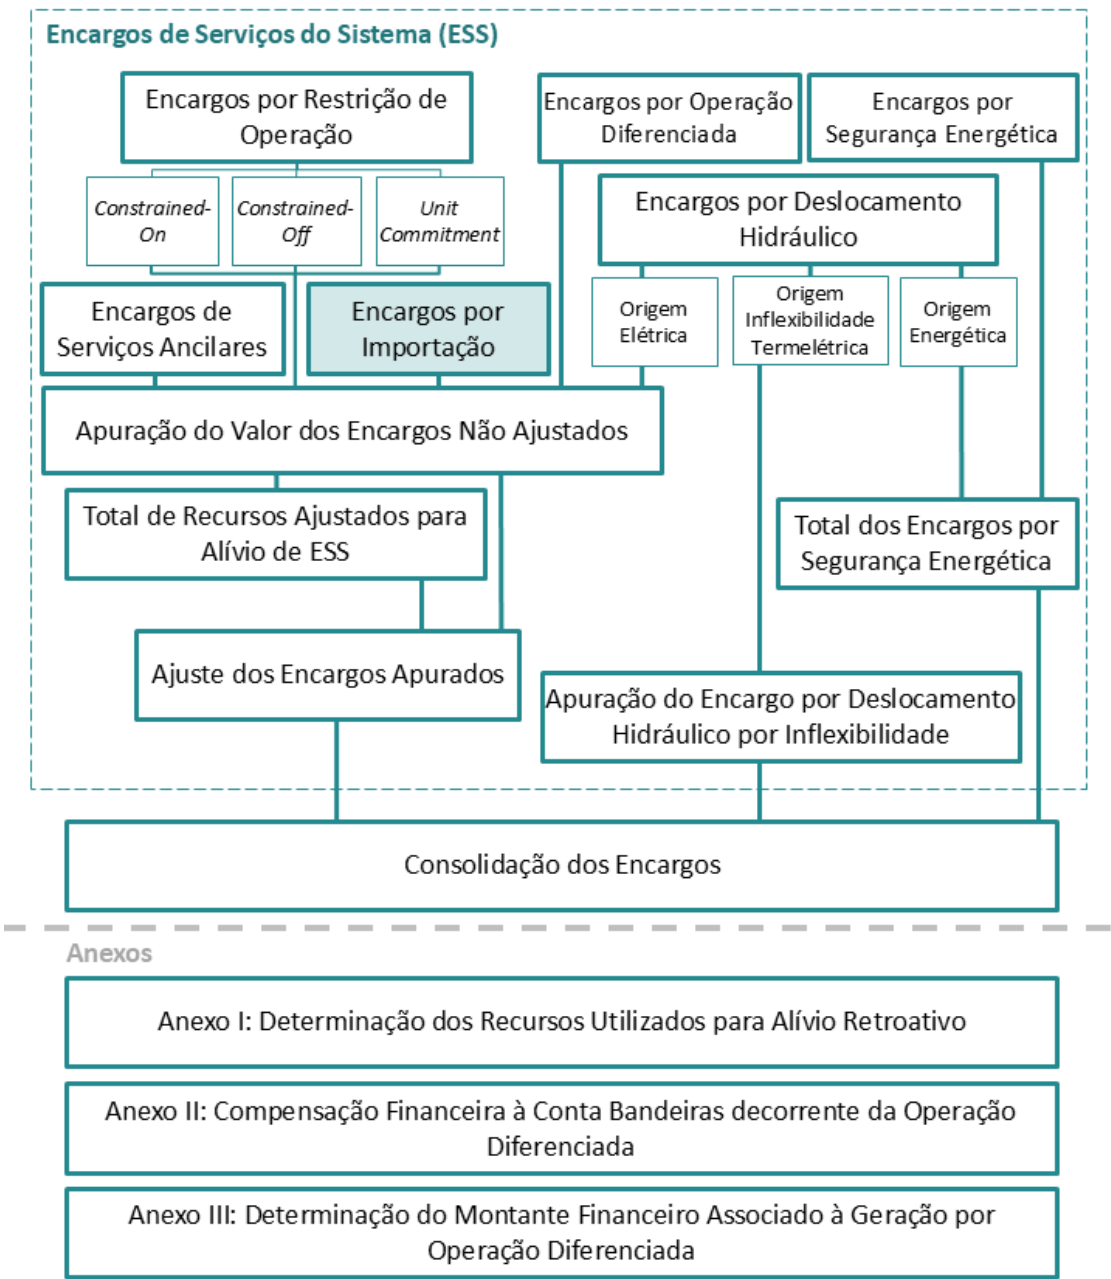 Encargos de Serviços do Sistema (ESS)
Encargos por Restrição de
Operação
Encargos por Operação
Diferenciada
Encargos por
Segurança Energética
Constrained-
On
Constrained-
Off
Unit
Commitment
Encargos por Deslocamento
Hidráulico
Encargos de
Serviços Ancilares
Encargos por
Importação
Origem
Elétrica
Origem
Inflexibilidade
Termelétrica
Origem
Energética
Apuração do Valor dos Encargos Não Ajustados
Total de Recursos Ajustados para
Alívio de ESS
Total dos Encargos por
Segurança Energética
Ajuste dos Encargos Apurados
Apuração do Encargo por Deslocamento
Hidráulico por Inflexibilidade
Consolidação dos Encargos
Anexos
Anexo I: Determinação dos Recursos Utilizados para Alívio Retroativo
Anexo II: Compensação Financeira à Conta Bandeiras decorrente da Operação
Diferenciada
Anexo III: Determinação do Montante Financeiro Associado à Geração por
Operação Diferenciada